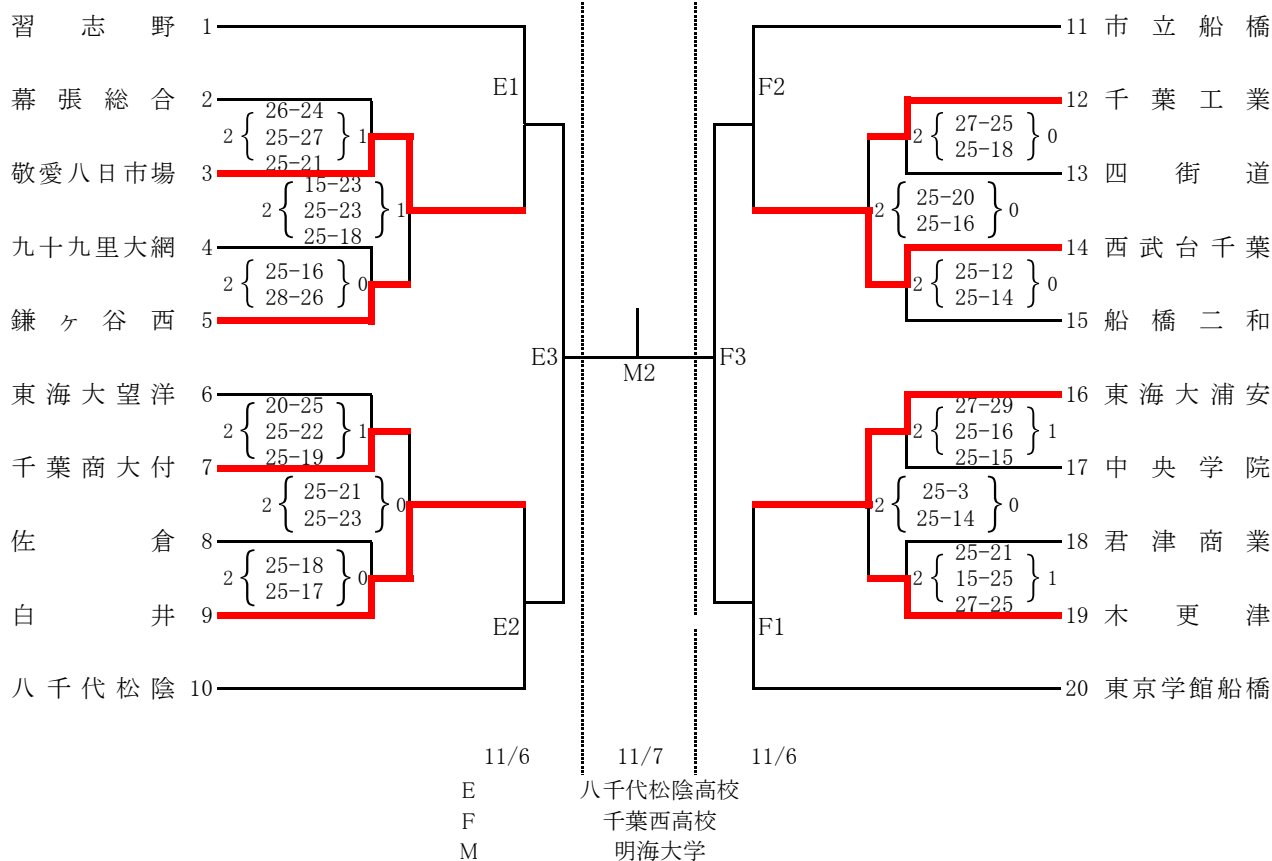 習志野 1
幕張総合 2
敬愛八日市場 3
九十九里大網 4
鎌ヶ谷西 5
東海大望洋 6
千葉商大付 7
佐倉 8
白井 9
八千代松陰 10
2 { 26-24 25-27 25-21 } 1
2 { 15-23 25-23 25-18 } 1
2 { 25-16 28-26 } 0
2 { 20-25 25-22 25-19 } 1
2 { 25-21 25-23 } 0
2 { 25-18 25-17 } 0
E1
E3
E2
M2
F2
F3
F1
2 { 27-25 25-18 } 0
2 { 25-20 25-16 } 0
2 { 25-12 25-14 } 0
2 { 27-29 25-16 25-15 } 1
2 { 25-3 25-14 } 0
2 { 25-21 15-25 27-25 } 1
11 市立船橋
12 千葉工業
13 四街道
14 西武台千葉
15 船橋二和
16 東海大浦安
17 中央学院
18 君津商業
19 木更津
20 東京学館船橋
11/6 11/7 11/6
E 八千代松陰高校
F 千葉西高校
M 明海大学